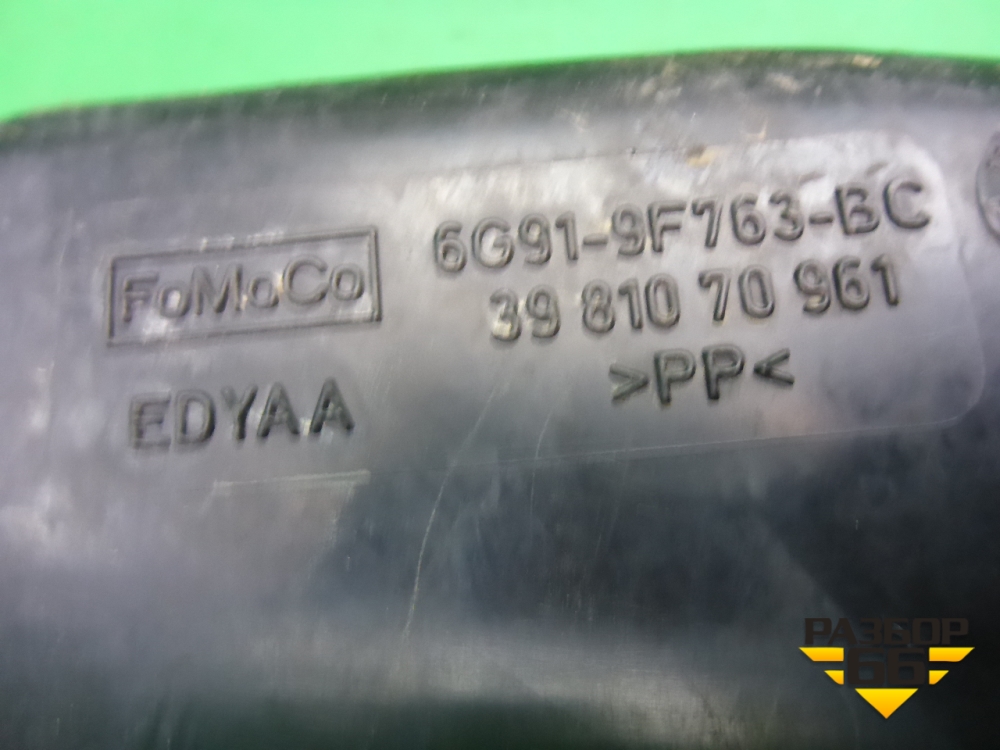 FoMoCo
6G91-9F763-BC
39 810 70 961
>PP<
EDYAA
РАЗБОР
66